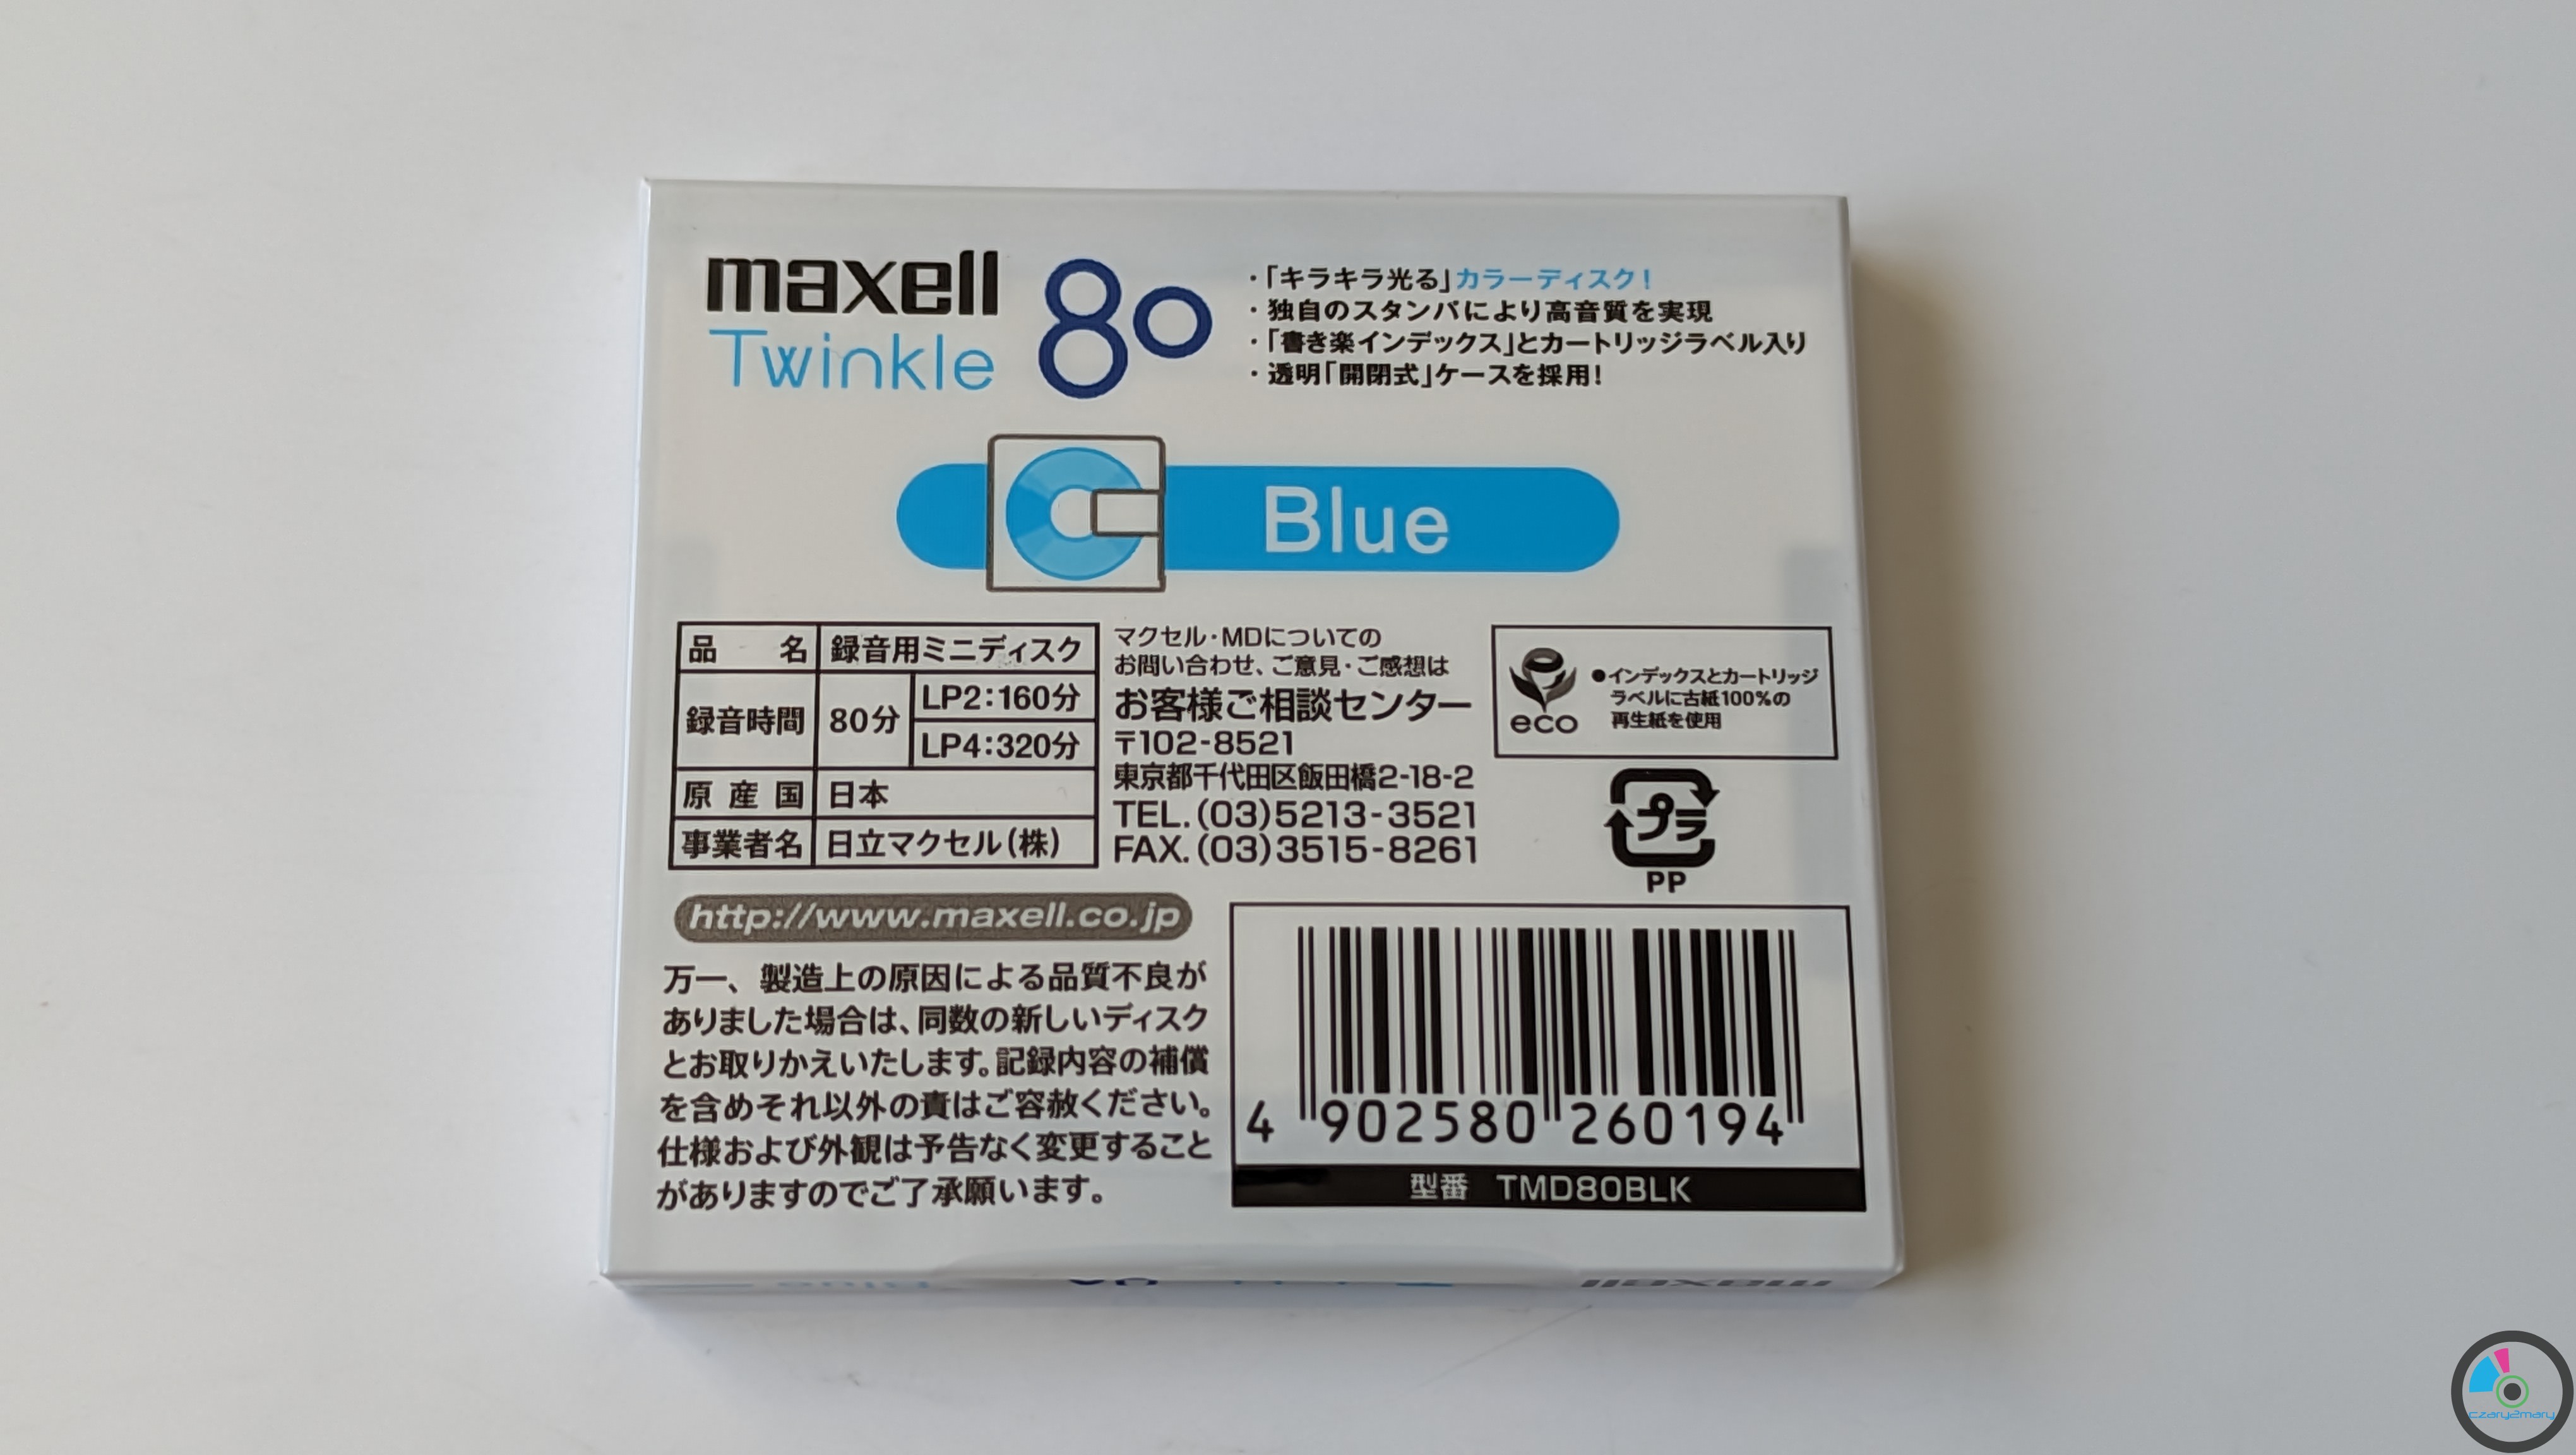 maxell
Twinkle
80
・「キラキラ光る」カラーディスク！
・独自のスタンパにより高音質を実現
・「書き楽インデックス」とカートリッジラベル入り
・透明「開閉式」ケースを採用！
Blue
品名 録音用ミニディスク
録音時間 80分 LP2：160分
LP4：320分
原産国 日本
事業者名 日立マクセル（株）
マクセル・MDについての
お問い合わせ、ご意見・ご感想は
お客様ご相談センター
〒102-8521
東京都千代田区飯田橋2-18-2
TEL.(03)5213-3521
FAX.(03)3515-8261
eco
●インデックスとカートリッジ
ラベルに古紙100%の
再生紙を使用
プラ
PP
http://www.maxell.co.jp
万一、製造上の原因による品質不良が
ありました場合は、同数の新しいディスク
とお取りかえいたします。記録内容の補償
を含めそれ以外の責はご容赦ください。
仕様および外観は予告なく変更すること
がありますのでご了承願います。
4 902580 260194
型番 TMD80BLK
maxell
czary2mary